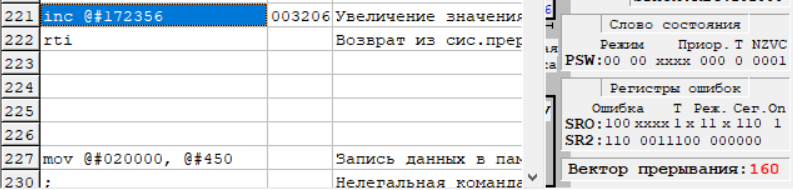 221 inc @#172356 003206 Увеличение значения
222 rti Возврат из сис.прер
223
224
225
226
227 mov @#020000, @#450 Запись данных в пам
230 ; Нелегальная команда
Слово состояния
Режим Приор. T NZVC
PSW: 00 00 xxxx 000 0 0001
Регистры ошибок
Ошибка T Реж. Сег.On
SR0: 100 xxxx 1 x 11 x 110 1
SR2: 110 0011100 000000
Вектор прерывания: 160